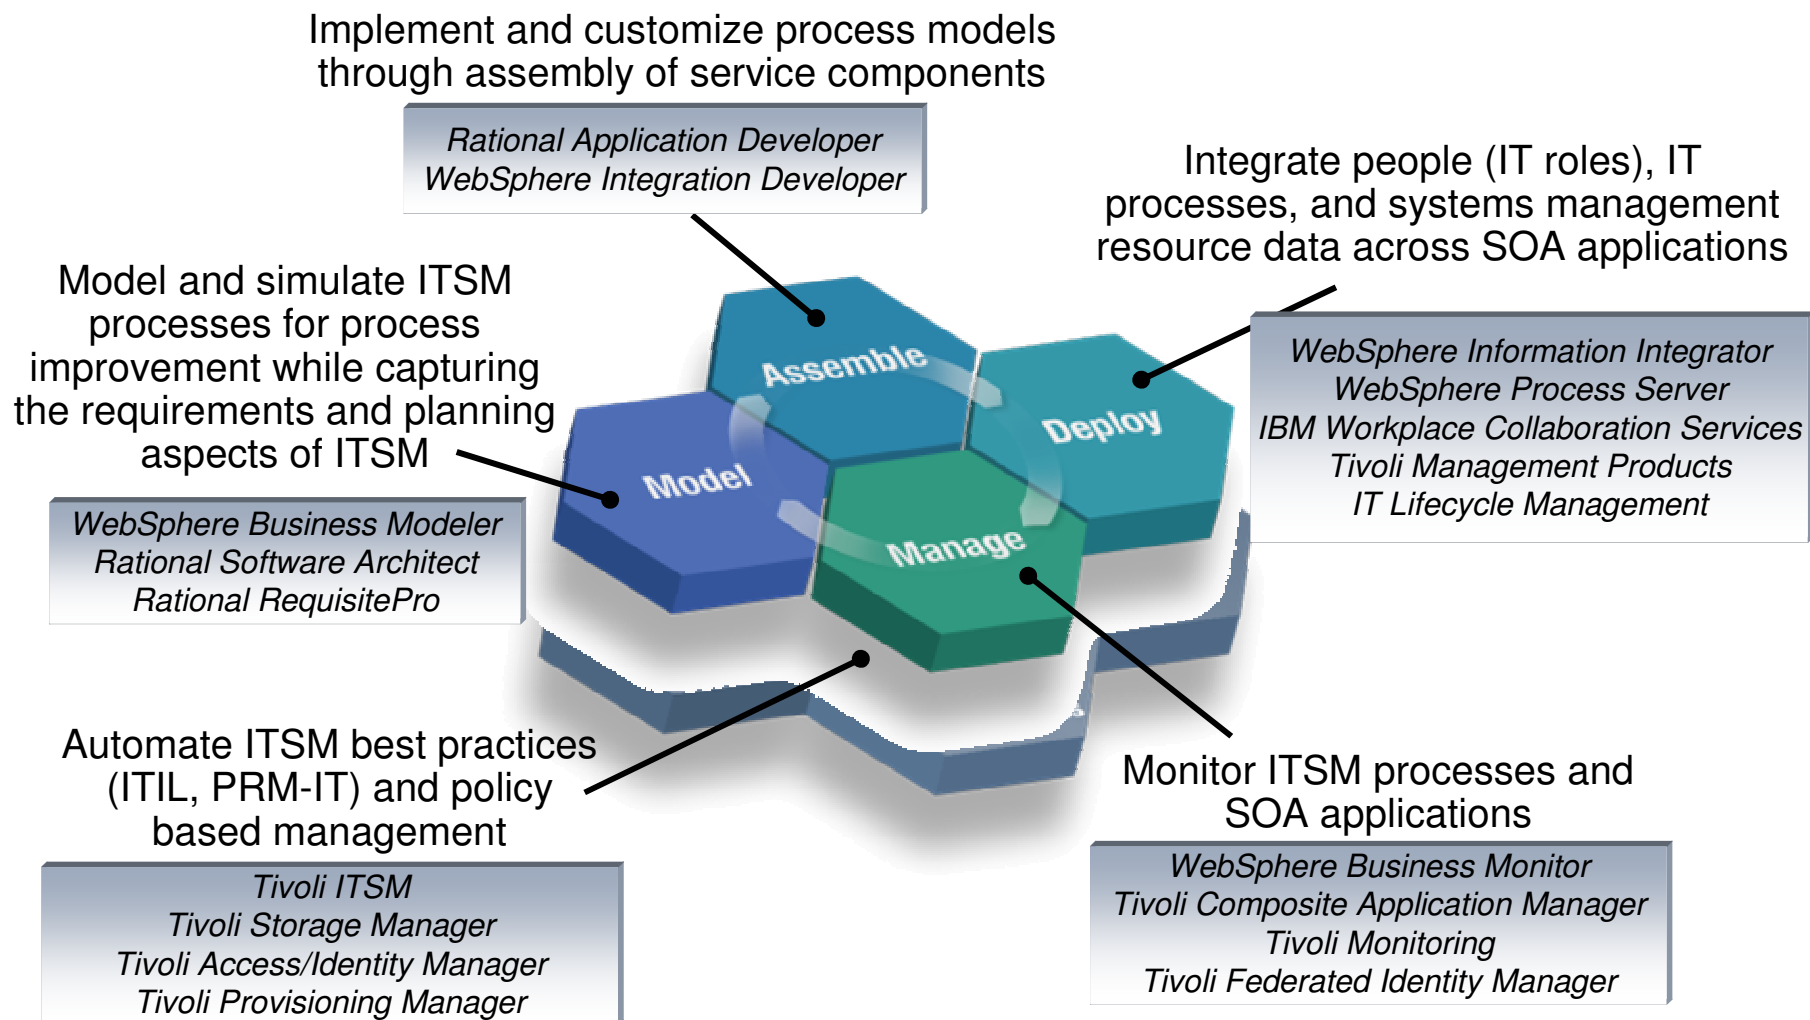 Implement and customize process models
through assembly of service components
Rational Application Developer
WebSphere Integration Developer
Integrate people (IT roles), IT
processes, and systems management
resource data across SOA applications
WebSphere Information Integrator
WebSphere Process Server
IBM Workplace Collaboration Services
Tivoli Management Products
IT Lifecycle Management
Model and simulate ITSM
processes for process
improvement while capturing
the requirements and planning
aspects of ITSM
WebSphere Business Modeler
Rational Software Architect
Rational RequisitePro
Assemble
Deploy
Model
Manage
Automate ITSM best practices
(ITIL, PRM-IT) and policy
based management
Tivoli ITSM
Tivoli Storage Manager
Tivoli Access/Identity Manager
Tivoli Provisioning Manager
Monitor ITSM processes and
SOA applications
WebSphere Business Monitor
Tivoli Composite Application Manager
Tivoli Monitoring
Tivoli Federated Identity Manager